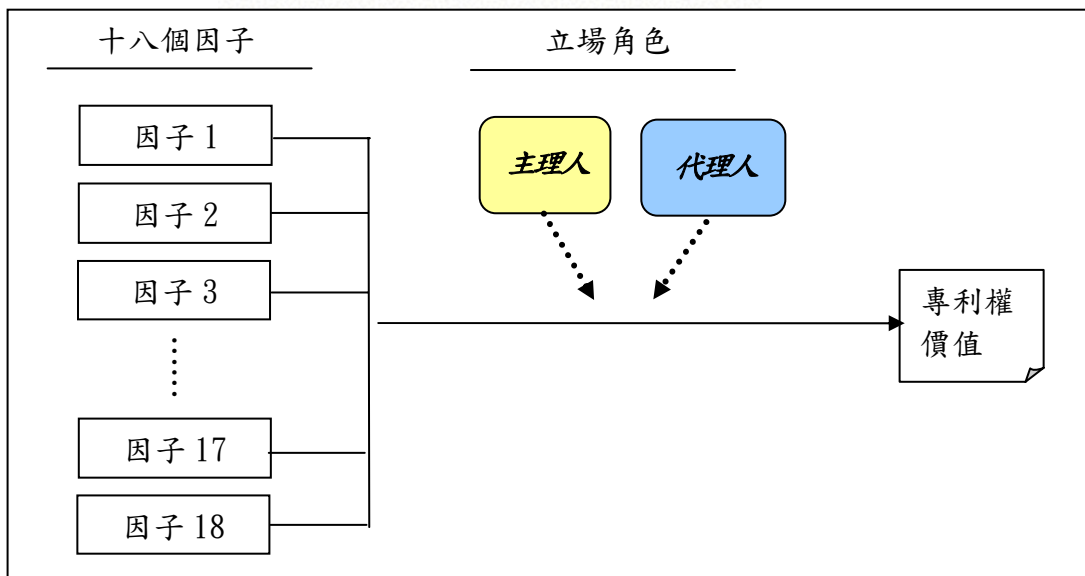 十八個因子
立場角色
因子 1
因子 2
因子 3
因子 17
因子 18
主理人
代理人
專利權
價值